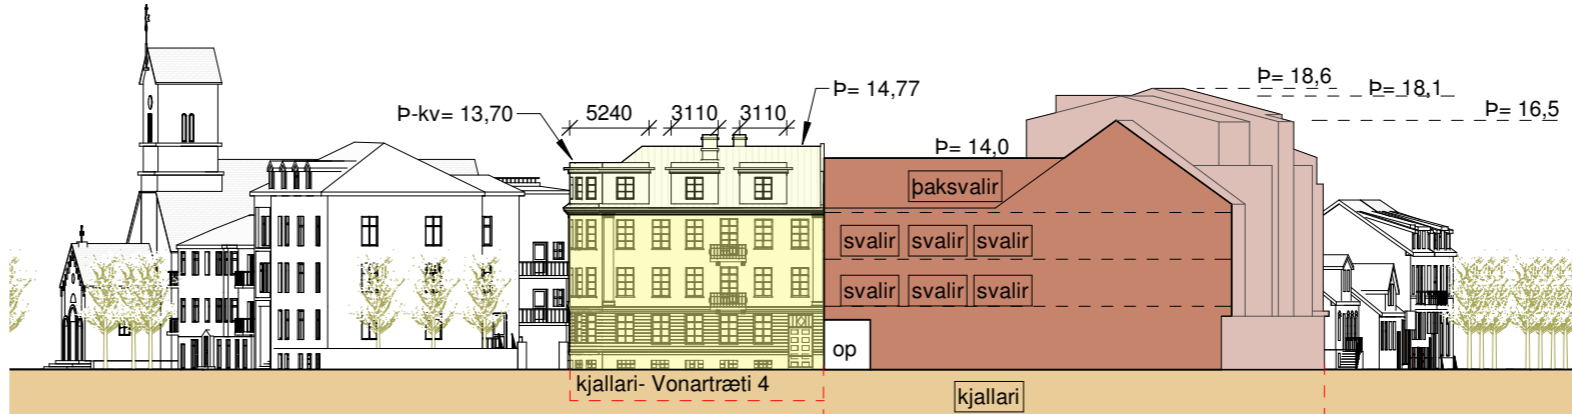 Þ= 18,6
Þ= 18,1
Þ= 14,77
Þ-kv= 13,70
5240
3110
3110
Þ= 16,5
Þ= 14,0
þaksvalir
svalir svalir svalir
svalir svalir svalir
op
kjallari- Vonartræti 4
kjallari